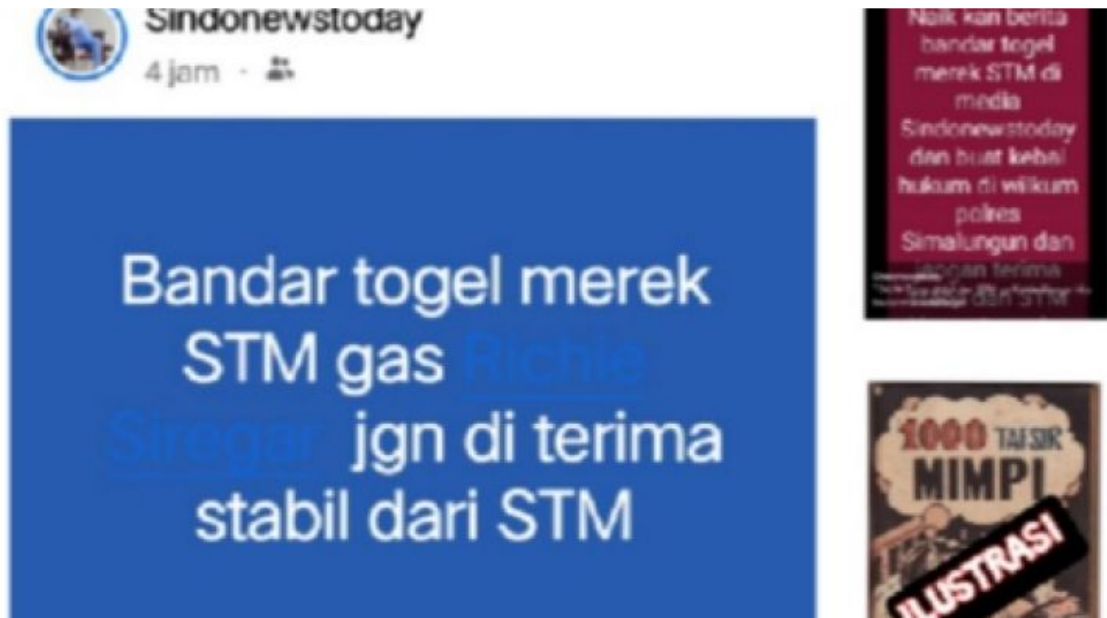 Sindonewstoday
4 jam
Bandar togel merek
STM gas Richie
Siregar jgn di terima
stabil dari STM
Naik kan berita
bandar togel
merek STM di
media
Sindonewstoday
dan buat kebal
hukum di wilkum
polres
Simalungun dan
jangan terima
dari STM
1000 TAFSIR
MIMPI
ILUSTRASI